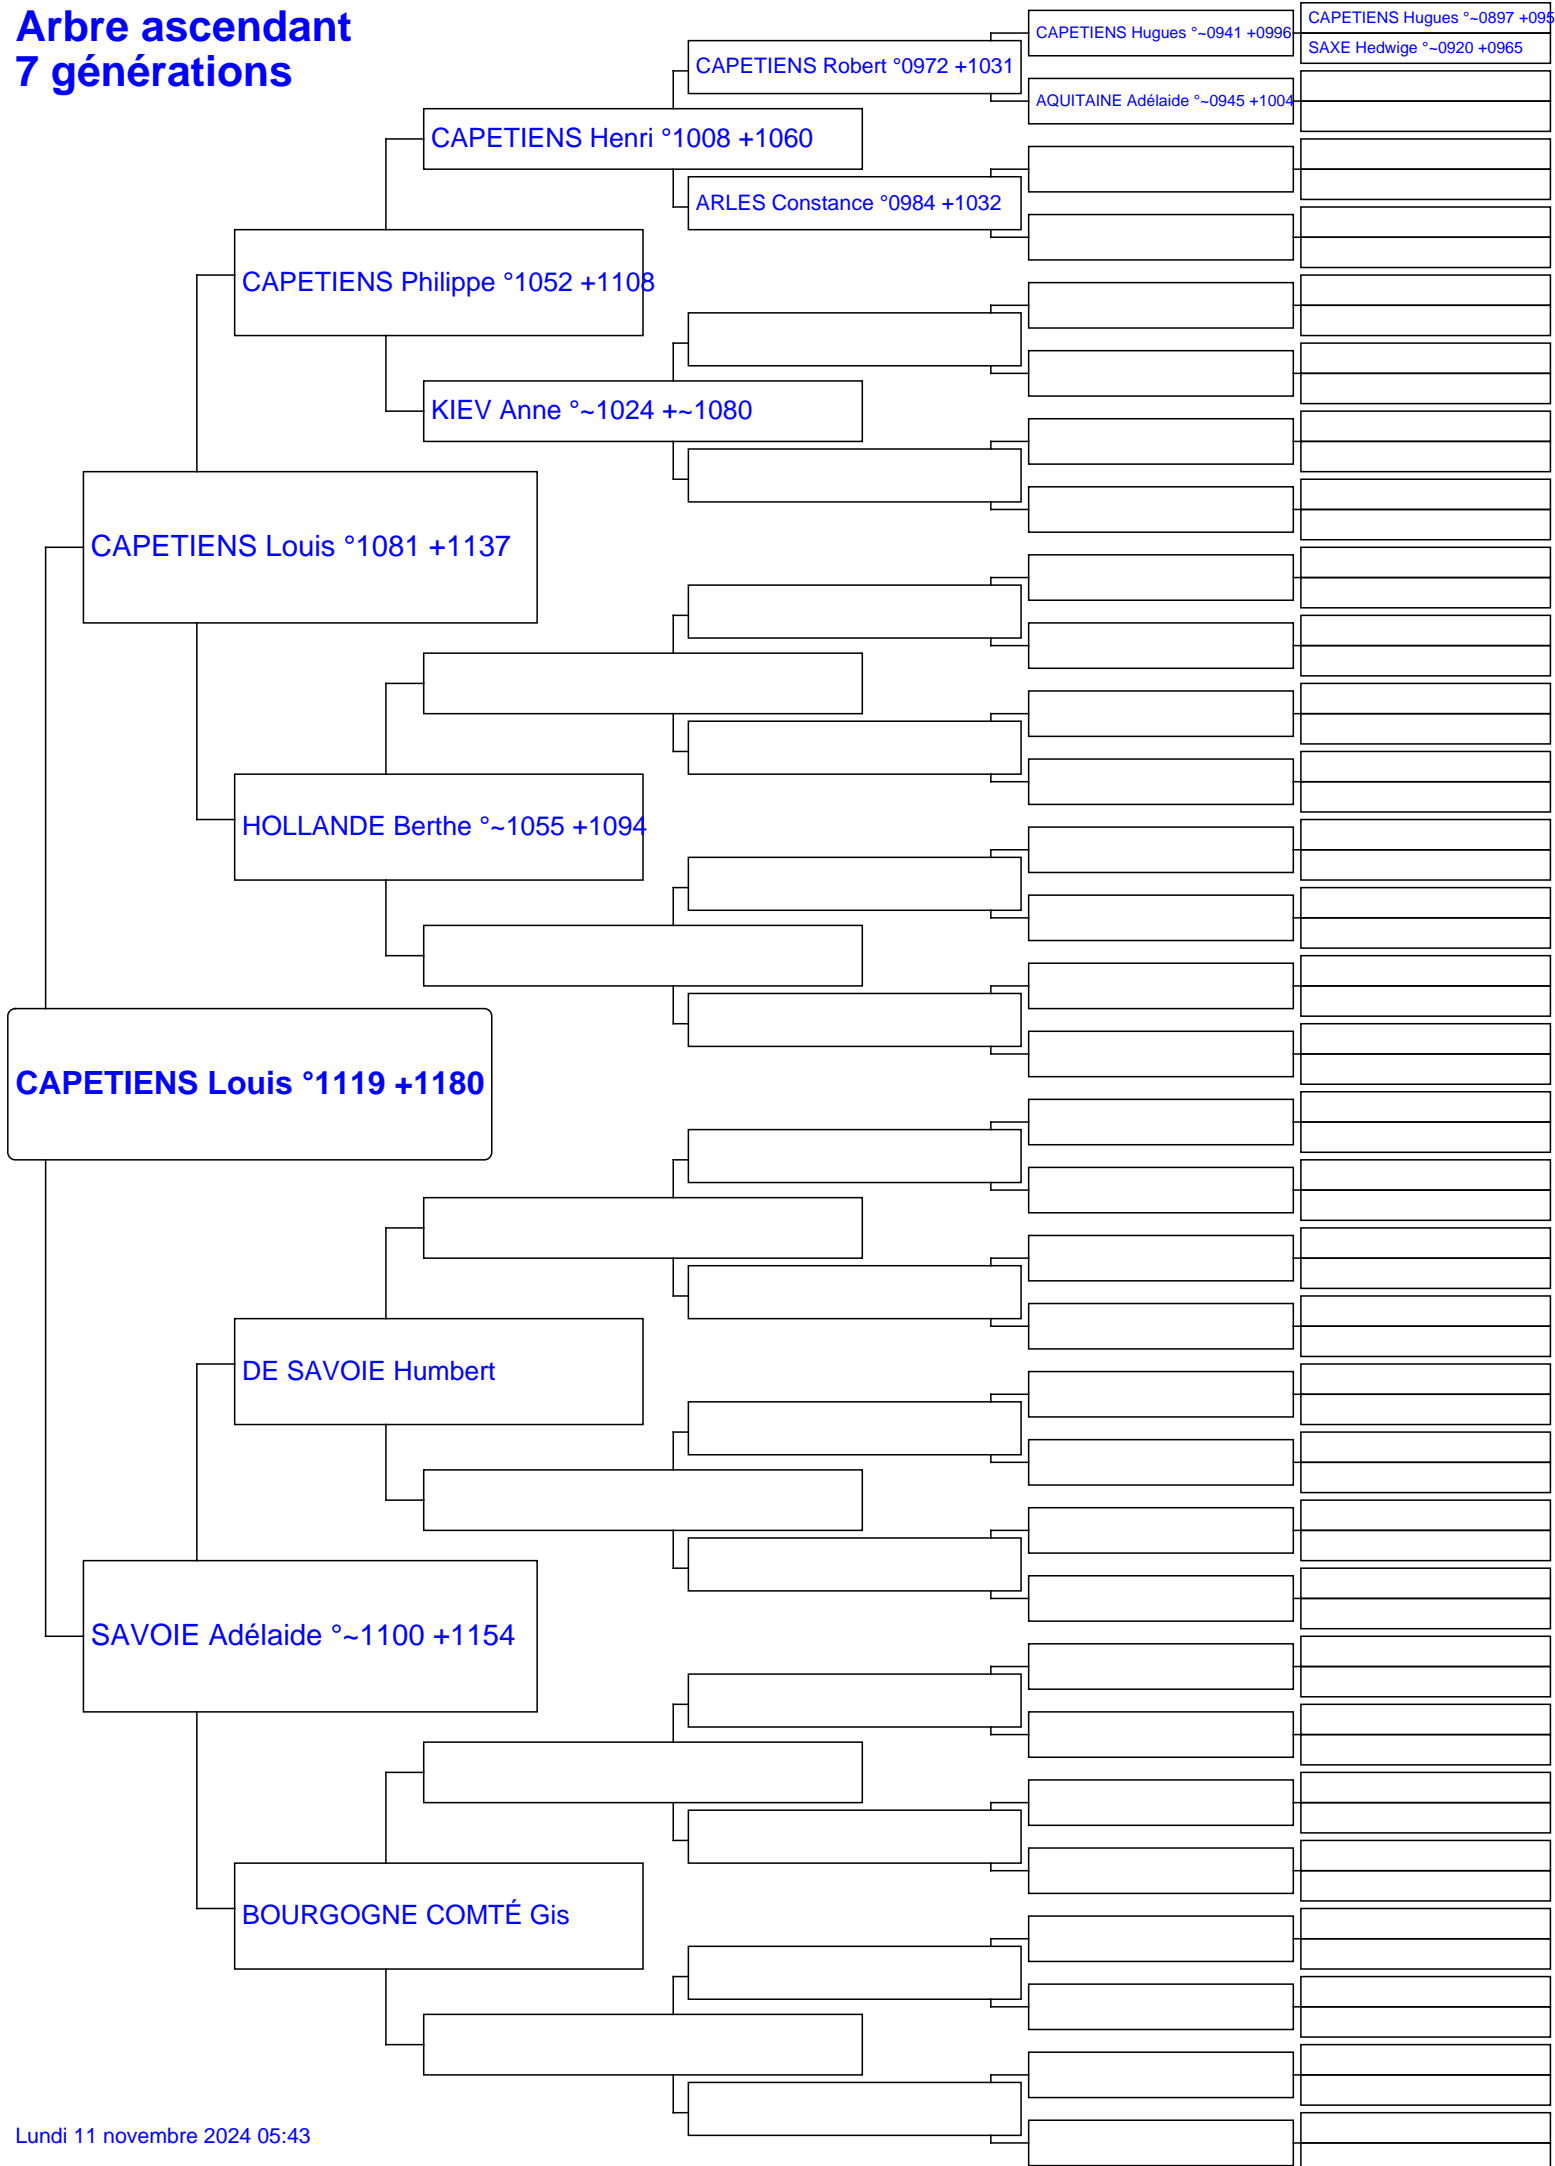 Arbre ascendant
7 générations
CAPETIENS Hugues °~0897 +095
SAXE Hedwige °~0920 +0965
CAPETIENS Hugues °~0941 +0996
CAPETIENS Robert °0972 +1031
AQUITAINE Adélaide °~0945 +1004
CAPETIENS Henri °1008 +1060
ARLES Constance °0984 +1032
CAPETIENS Philippe °1052 +1108
KIEV Anne °~1024 +~1080
CAPETIENS Louis °1081 +1137
HOLLANDE Berthe °~1055 +1094
CAPETIENS Louis °1119 +1180
DE SAVOIE Humbert
SAVOIE Adélaide °~1100 +1154
BOURGOGNE COMTÉ Gis
Lundi 11 novembre 2024 05:43